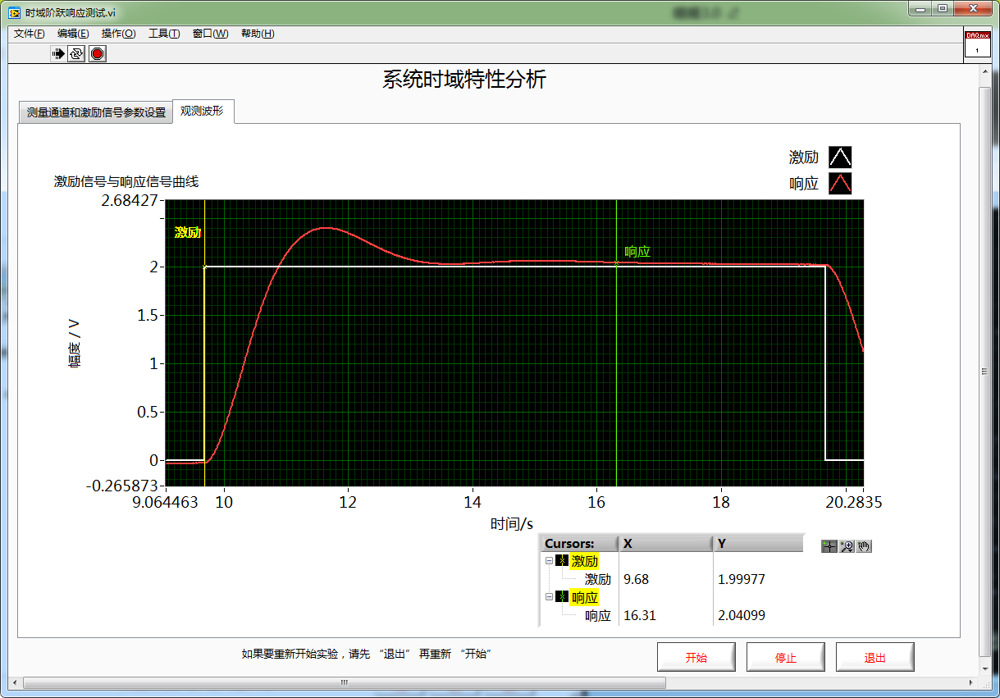 时域阶跃响应测试.vi
文件(F) 编辑(E) 操作(O) 工具(T) 窗口(W) 帮助(H)
DAQmx
1
系统时域特性分析
测量通道和激励信号参数设置 观测波形
激励
响应
激励信号与响应信号曲线
2.68427
激励
响应
2
1.5
幅度 / V
1
0.5
0
-0.265873
9.064463 10 12 14 16 18 20.2835
时间/s
Cursors: X Y
激励
激励 9.68 1.99977
响应
响应 16.31 2.04099
如果要重新开始实验，请先 “退出” 再重新 “开始”
开始 停止 退出